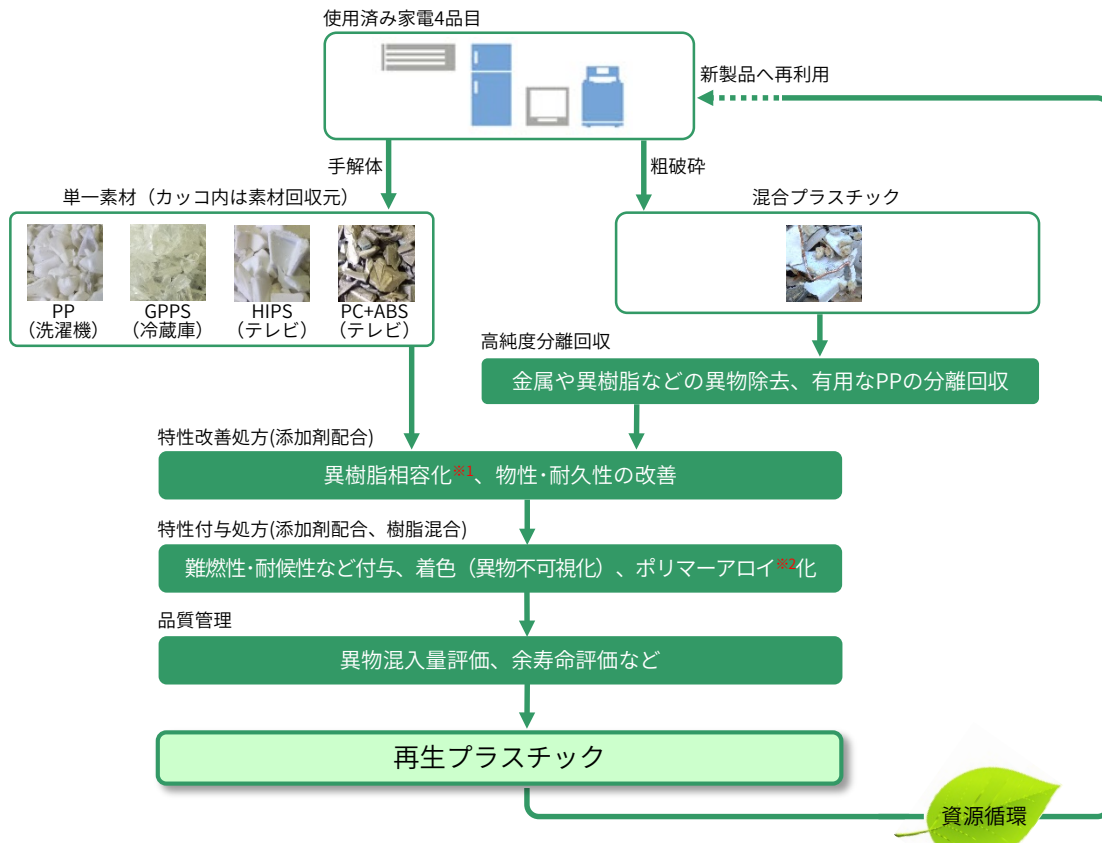 使用済み家電4品目
新製品へ再利用
手解体
粗破砕
単一素材（カッコ内は素材回収元）
混合プラスチック
PP
（洗濯機）
GPPS
（冷蔵庫）
HIPS
（テレビ）
PC+ABS
（テレビ）
高純度分離回収
金属や異樹脂などの異物除去、有用なPPの分離回収
特性改善処方(添加剤配合)
異樹脂相容化※1、物性・耐久性の改善
特性付与処方(添加剤配合、樹脂混合)
難燃性・耐候性など付与、着色（異物不可視化）、ポリマーアロイ※2化
品質管理
異物混入量評価、余寿命評価など
再生プラスチック
資源循環